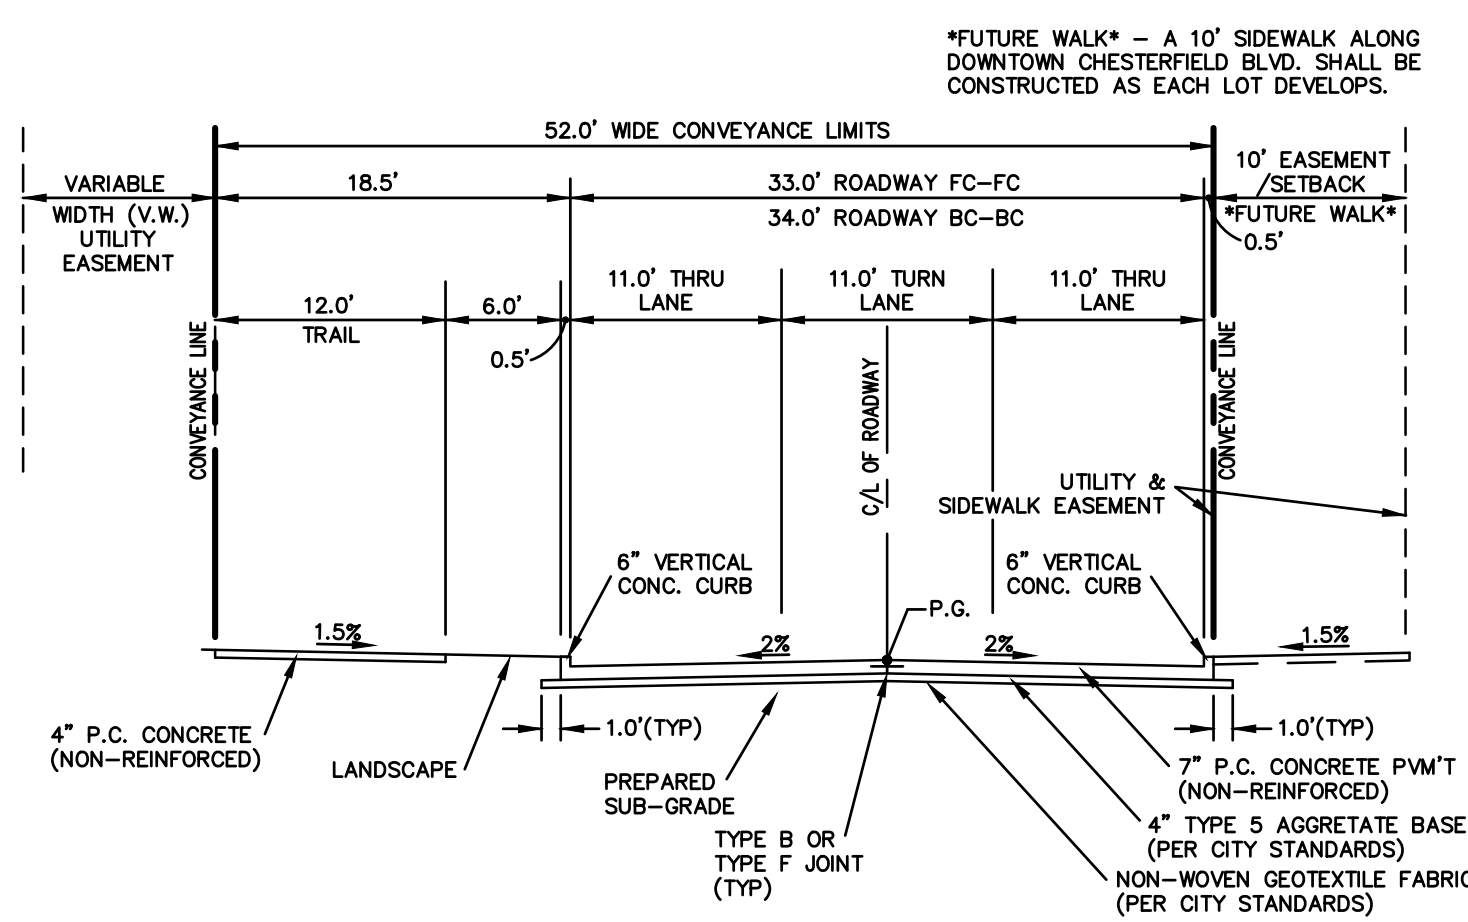 *FUTURE WALK* – A 10' SIDEWALK ALONG
DOWNTOWN CHESTERFIELD BLVD. SHALL BE
CONSTRUCTED AS EACH LOT DEVELOPS.
52.0' WIDE CONVEYANCE LIMITS
VARIABLE
WIDTH (V.W.)
UTILITY
EASEMENT
18.5'
33.0' ROADWAY FC–FC
34.0' ROADWAY BC–BC
10' EASEMENT
/SETBACK
*FUTURE WALK*
0.5'
12.0'
TRAIL
6.0'
0.5'
11.0' THRU
LANE
11.0' TURN
LANE
11.0' THRU
LANE
CONVEYANCE LINE
C/L OF ROADWAY
CONVEYANCE LINE
UTILITY &
SIDEWALK EASEMENT
6" VERTICAL
CONC. CURB
6" VERTICAL
CONC. CURB
P.G.
1.5%
2%
2%
1.5%
4" P.C. CONCRETE
(NON–REINFORCED)
LANDSCAPE
1.0'(TYP)
PREPARED
SUB–GRADE
TYPE B OR
TYPE F JOINT
(TYP)
1.0'(TYP)
7" P.C. CONCRETE PVM'T
(NON–REINFORCED)
4" TYPE 5 AGGRETATE BASE
(PER CITY STANDARDS)
NON–WOVEN GEOTEXTILE FABRIC
(PER CITY STANDARDS)